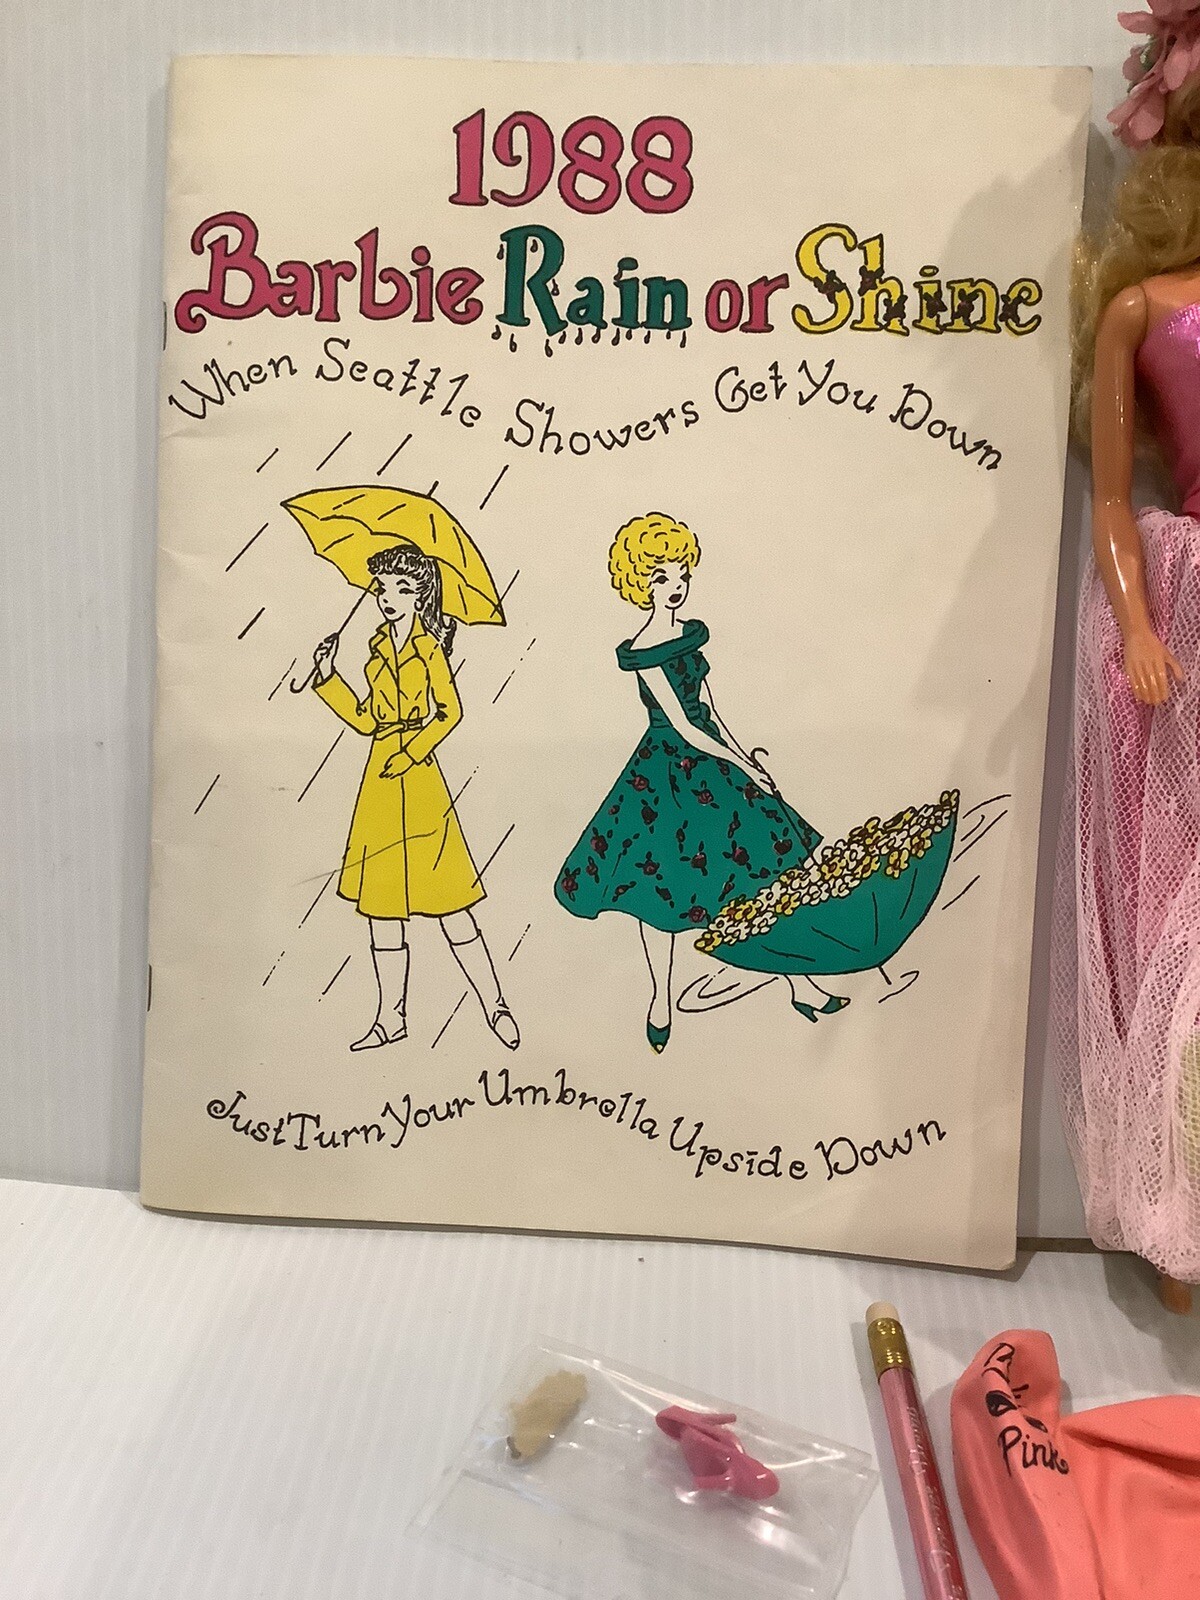 1988
Barbie Rain or Shine
When Seattle Showers Get You Down
Just Turn Your Umbrella Upside Down
Pink